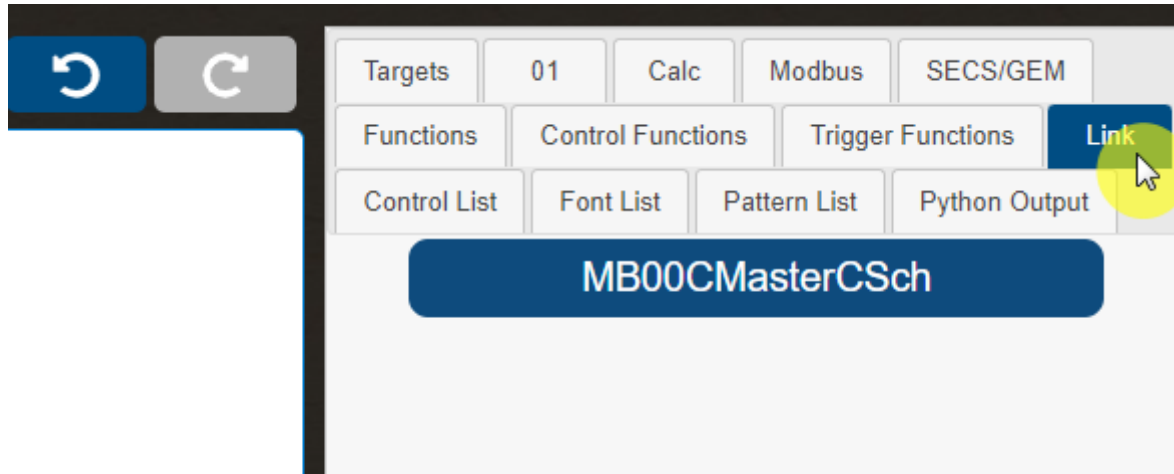 Targets 01 Calc Modbus SECS/GEM
Functions Control Functions Trigger Functions Link
Control List Font List Pattern List Python Output
MB00CMasterCSch